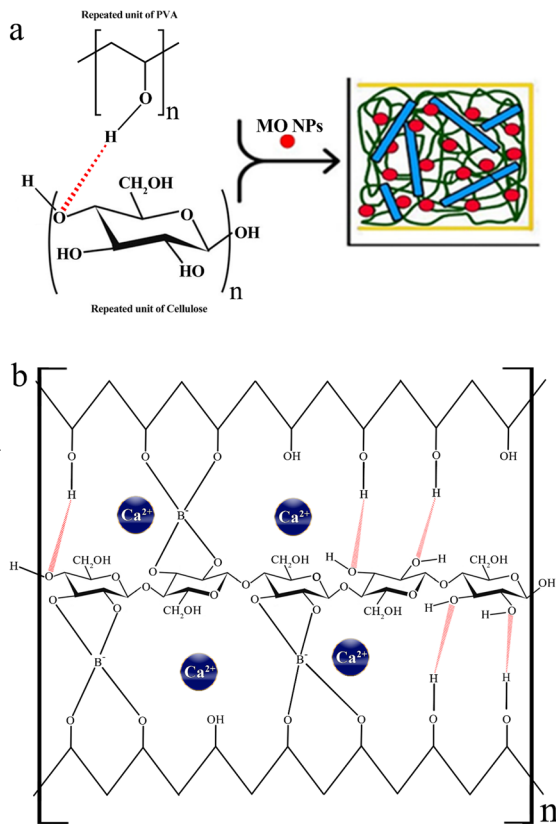 a
Repeated unit of PVA
O
n
H
MO NPs
H
O
CH2OH
O
OH
HO
HO
n
Repeated unit of Cellulose
b
O O O OH O O OH
H H H
Ca2+ Ca2+
B-
H O CH2OH O O O O CH2OH O H O O H CH2OH O OH
O O O CH2OH O O O O CH2OH O H O O H
B- Ca2+ B- Ca2+
H H
O O OH O O O O
n